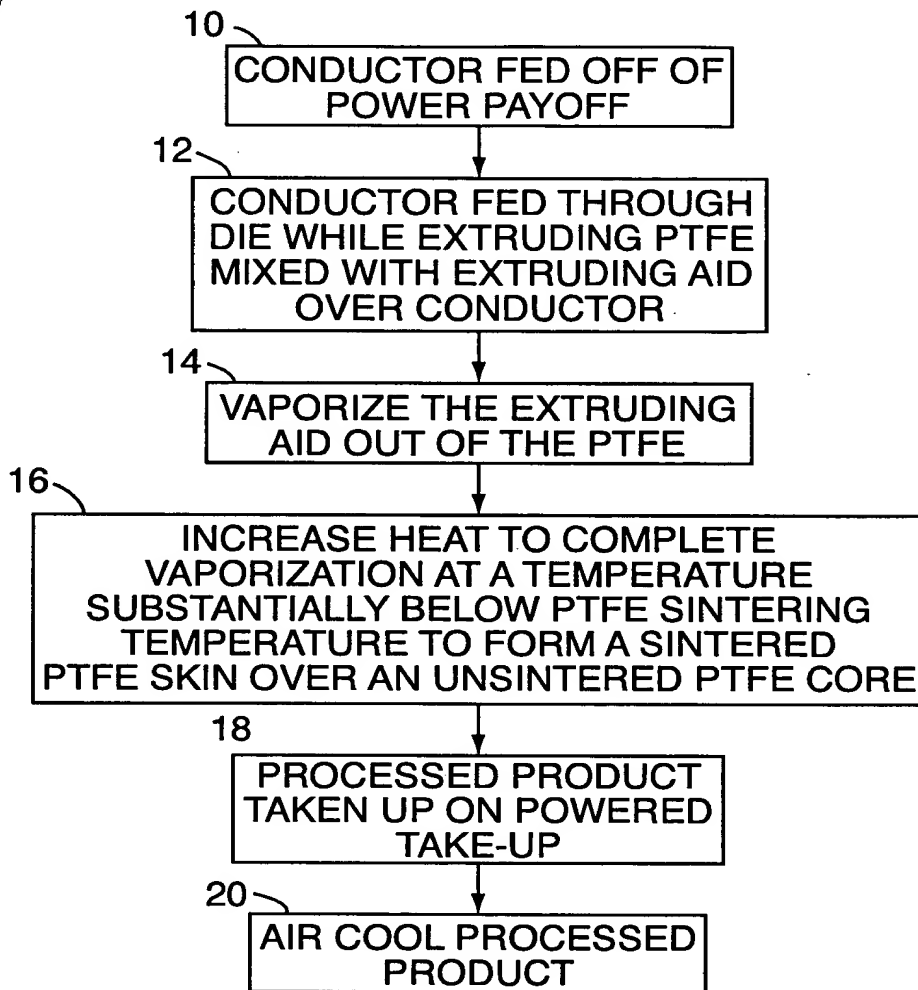 10
CONDUCTOR FED OFF OF
POWER PAYOFF
12
CONDUCTOR FED THROUGH
DIE WHILE EXTRUDING PTFE
MIXED WITH EXTRUDING AID
OVER CONDUCTOR
14
VAPORIZE THE EXTRUDING
AID OUT OF THE PTFE
16
INCREASE HEAT TO COMPLETE
VAPORIZATION AT A TEMPERATURE
SUBSTANTIALLY BELOW PTFE SINTERING
TEMPERATURE TO FORM A SINTERED
PTFE SKIN OVER AN UNSINTERED PTFE CORE
18
PROCESSED PRODUCT
TAKEN UP ON POWERED
TAKE-UP
20
AIR COOL PROCESSED
PRODUCT